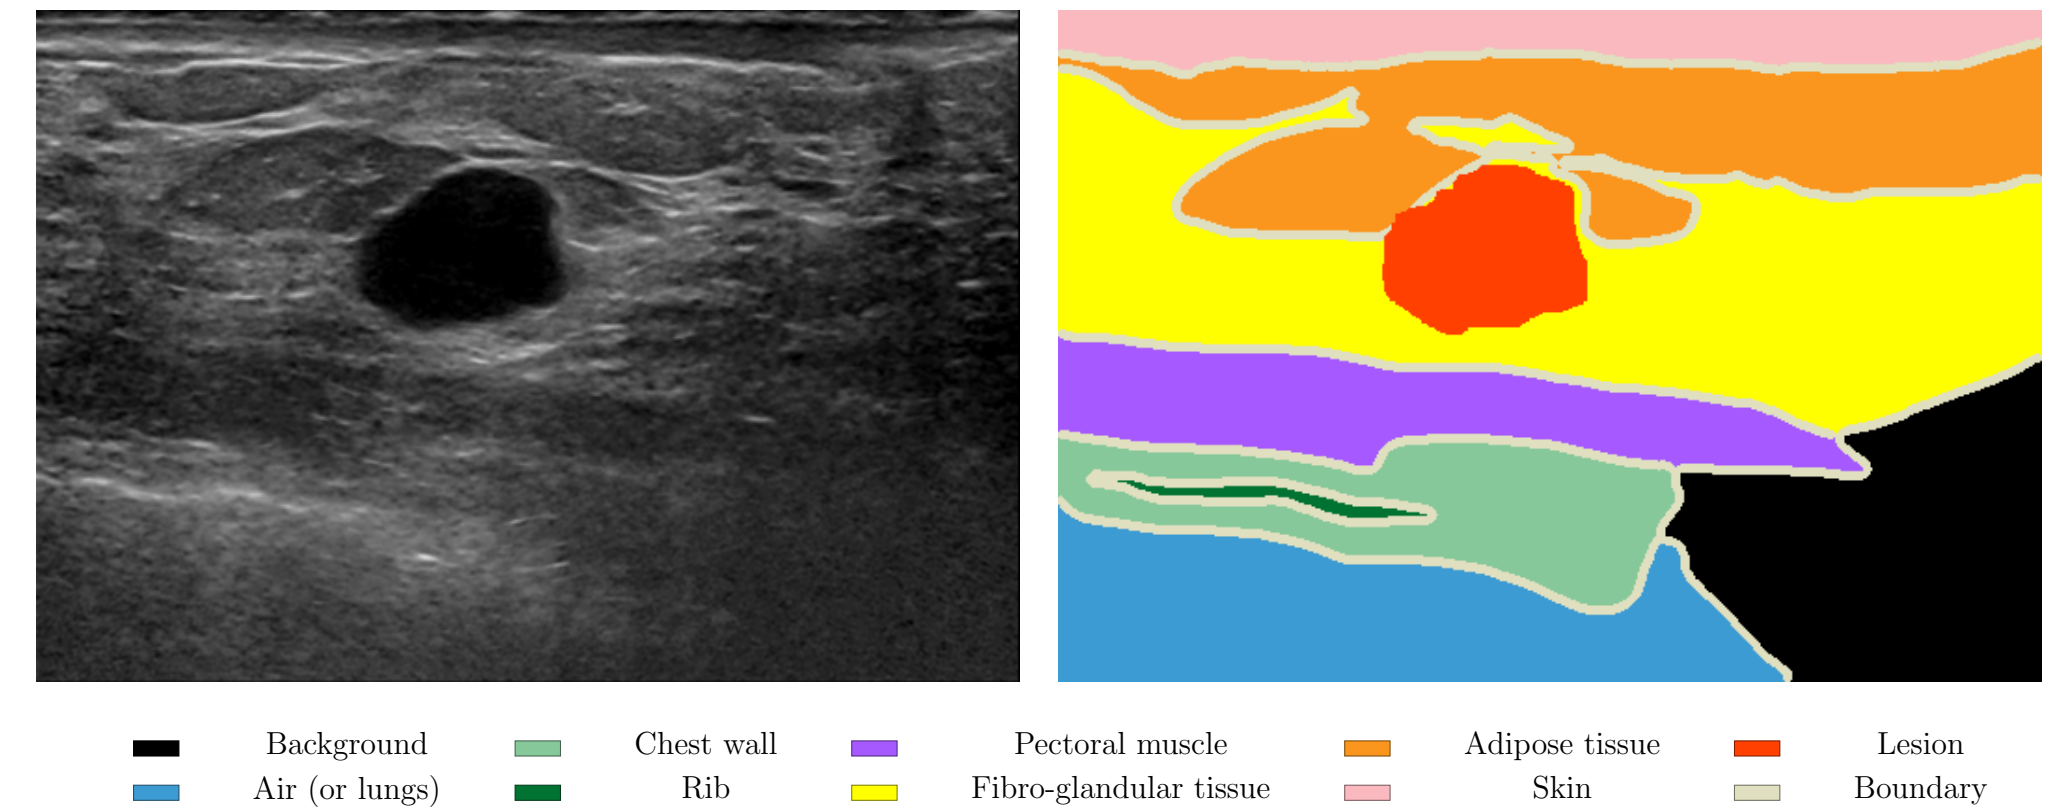 Background Chest wall Pectoral muscle Adipose tissue Lesion
Air (or lungs) Rib Fibro-glandular tissue Skin Boundary